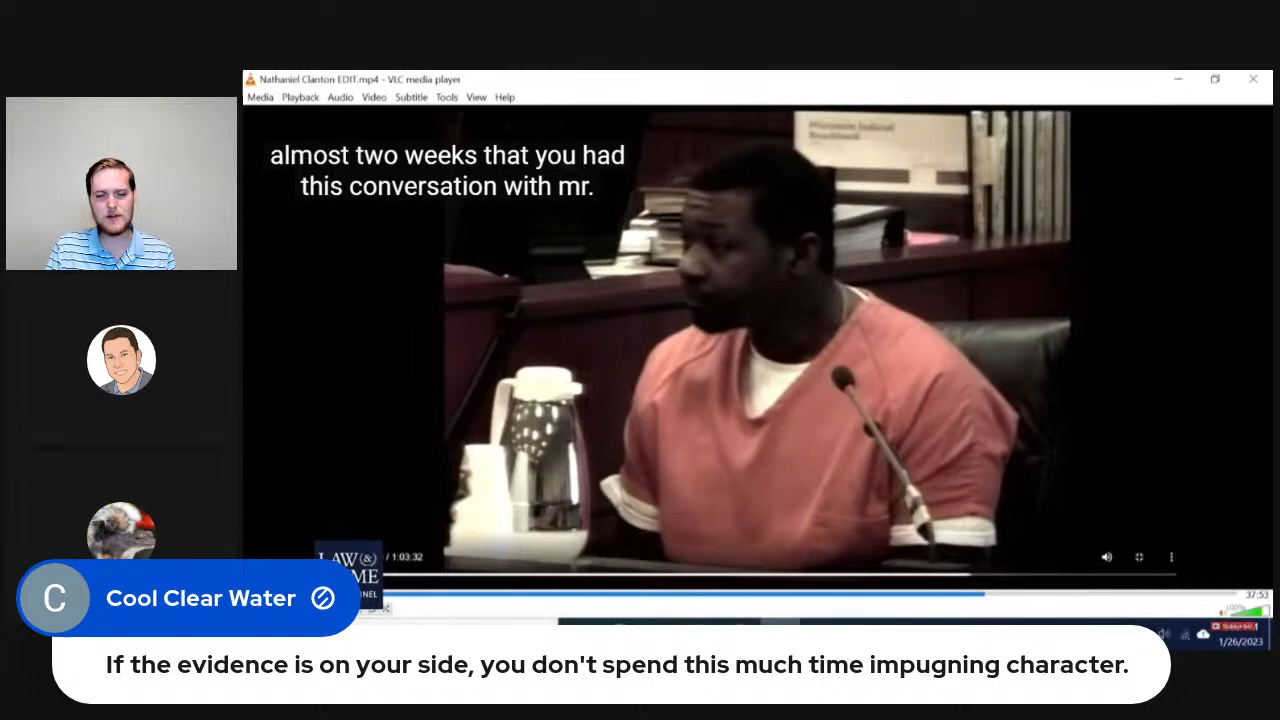 Nathaniel Clanton EDIT.mp4 - VLC media player
Media Playback Audio Video Subtitle Tools View Help
almost two weeks that you had
this conversation with mr.
/ 1:03:32
LAW(&)
37:53
100%
1/26/2023
C
Cool Clear Water
If the evidence is on your side, you don't spend this much time impugning character.